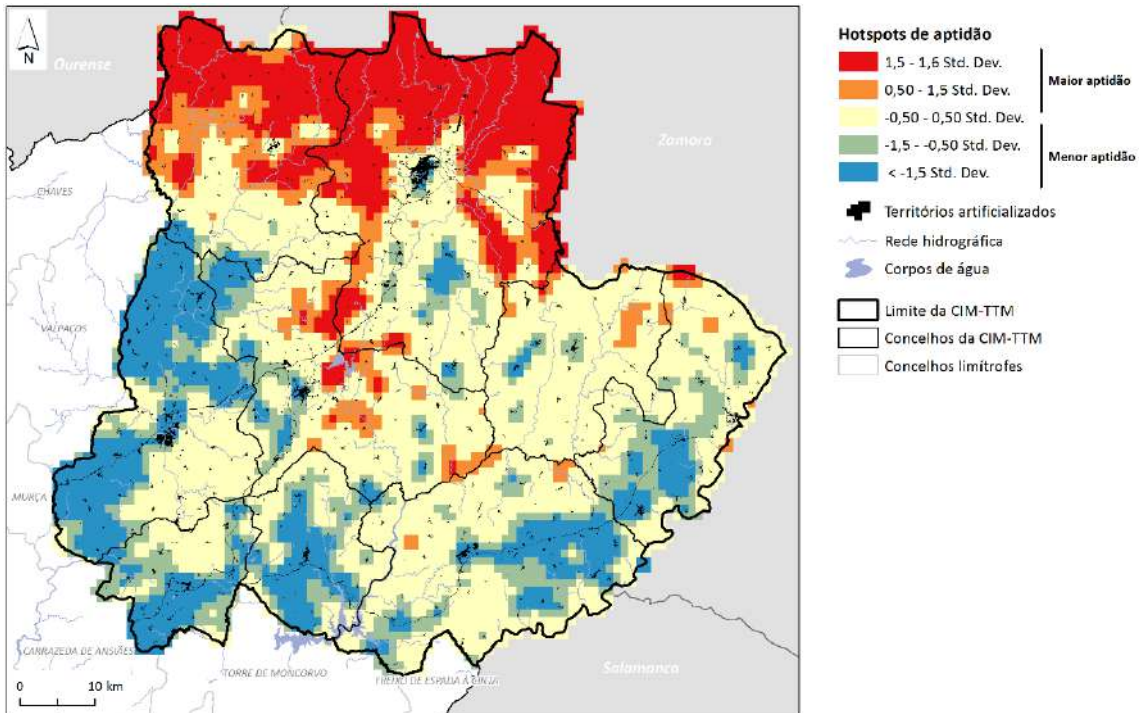 N
Ourense
Zamora
CHAVES
VALPAÇOS
MURÇA
CARRAZEDA DE ANSIÃES
TORRE DE MONCORVO
FREIXO DE ESPADA À CINTA
Salamanca
0 10 km
Hotspots de aptidão
1,5 - 1,6 Std. Dev.
0,50 - 1,5 Std. Dev.
Maior aptidão
-0,50 - 0,50 Std. Dev.
-1,5 - -0,50 Std. Dev.
Menor aptidão
< -1,5 Std. Dev.
Territórios artificializados
Rede hidrográfica
Corpos de água
Limite da CIM-TTM
Concelhos da CIM-TTM
Concelhos limítrofes